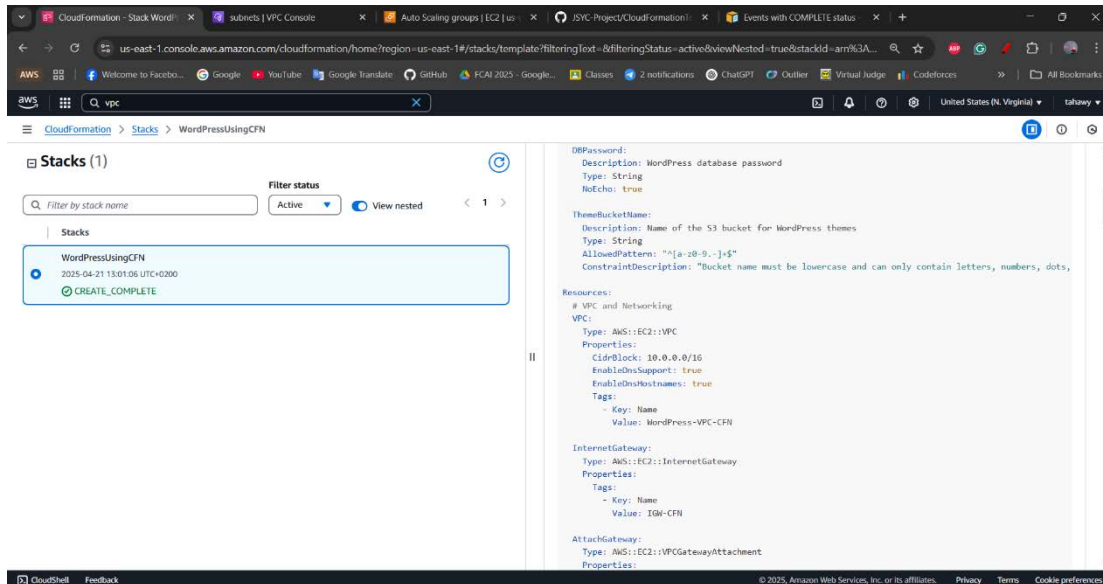 CloudFormation - Stack WordPr
subnets | VPC Console
Auto Scaling groups | EC2 | us-
JSYC-Project/CloudFormationTe
Events with COMPLETE status
us-east-1.console.aws.amazon.com/cloudformation/home?region=us-east-1#/stacks/template?filteringText=&filteringStatus=active&viewNested=true&stackId=arn%3A...
AWS
Welcome to Facebo...
Google
YouTube
Google Translate
GitHub
FCAI 2025 - Google...
Classes
2 notifications
ChatGPT
Outlier
Virtual Judge
Codeforces
All Bookmarks
aws
vpc
United States (N. Virginia)
tahawy
CloudFormation > Stacks > WordPressUsingCFN
Stacks (1)
Filter status
Filter by stack name
Active
View nested
< 1 >
Stacks
WordPressUsingCFN
2025-04-21 13:01:06 UTC+0200
CREATE_COMPLETE
DBPassword:
Description: WordPress database password
Type: String
NoEcho: true
ThemeBucketName:
Description: Name of the S3 bucket for WordPress themes
Type: String
AllowedPattern: "^[a-z0-9.-]+$"
ConstraintDescription: "Bucket name must be lowercase and can only contain letters, numbers, dots,
Resources:
# VPC and Networking
VPC:
Type: AWS::EC2::VPC
Properties:
CidrBlock: 10.0.0.0/16
EnableDnsSupport: true
EnableDnsHostnames: true
Tags:
- Key: Name
Value: WordPress-VPC-CFN
InternetGateway:
Type: AWS::EC2::InternetGateway
Properties:
Tags:
- Key: Name
Value: IGW-CFN
AttachGateway:
Type: AWS::EC2::VPCGatewayAttachment
Properties:
CloudShell
Feedback
© 2025, Amazon Web Services, Inc. or its affiliates.
Privacy
Terms
Cookie preferences